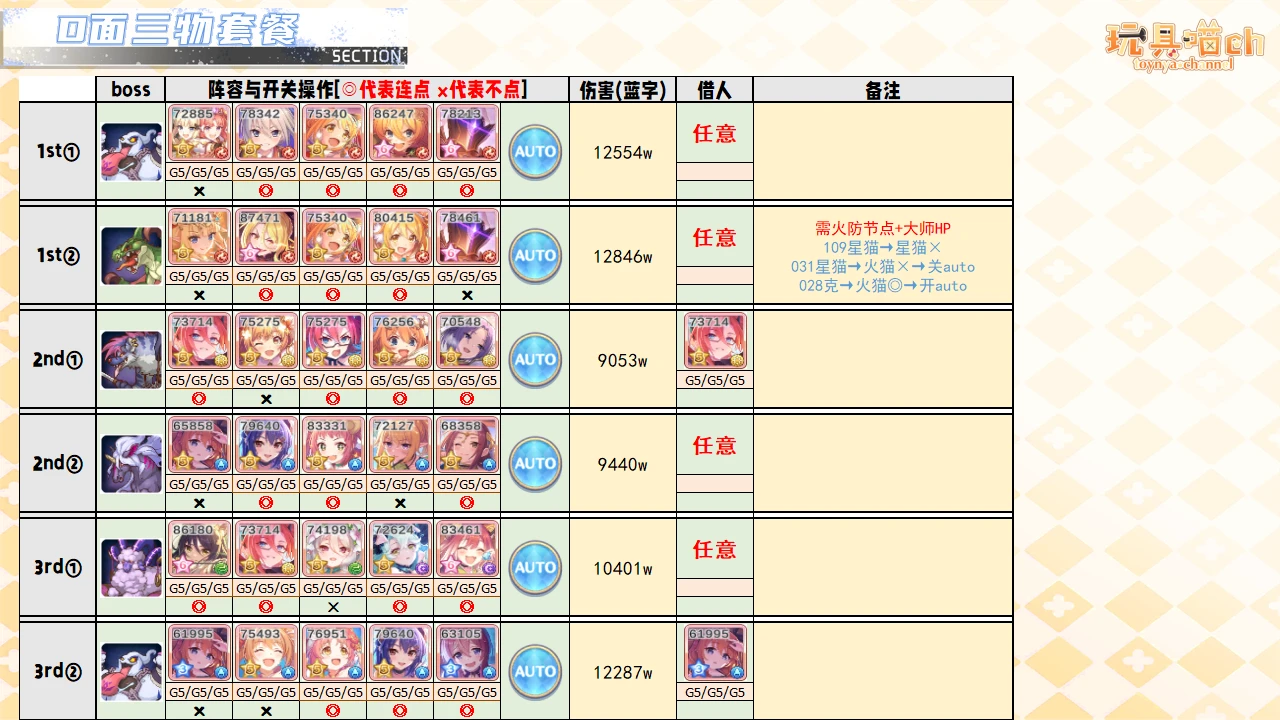 D面三物套餐
SECTION
玩具喵ch
toynya channel
boss 阵容与开关操作[◎代表连点 ×代表不点] 伤害(蓝字) 借人 备注
1st① 72885 78342 75340 86247 78213 AUTO 12554w 任意
G5/G5/G5 G5/G5/G5 G5/G5/G5 G5/G5/G5 G5/G5/G5
× ◎ ◎ ◎ ◎
1st② 71181 87471 75340 80415 78461 AUTO 12846w 任意
G5/G5/G5 G5/G5/G5 G5/G5/G5 G5/G5/G5 G5/G5/G5
× ◎ ◎ ◎ ×
需火防节点+大师HP
109星猫→星猫×
031星猫→火猫×→关auto
028克→火猫◎→开auto
2nd① 73714 75275 75275 76256 70548 AUTO 9053w 73714
G5/G5/G5 G5/G5/G5 G5/G5/G5 G5/G5/G5 G5/G5/G5 G5/G5/G5
◎ × ◎ ◎ ◎
2nd② 65858 79640 83331 72127 68358 AUTO 9440w 任意
G5/G5/G5 G5/G5/G5 G5/G5/G5 G5/G5/G5 G5/G5/G5
× ◎ ◎ × ◎
3rd① 86180 73714 74198 72624 83461 AUTO 10401w 任意
G5/G5/G5 G5/G5/G5 G5/G5/G5 G5/G5/G5 G5/G5/G5
◎ ◎ × ◎ ◎
3rd② 61995 75493 76951 79640 63105 AUTO 12287w 61995
G5/G5/G5 G5/G5/G5 G5/G5/G5 G5/G5/G5 G5/G5/G5 G5/G5/G5
× × ◎ ◎ ◎